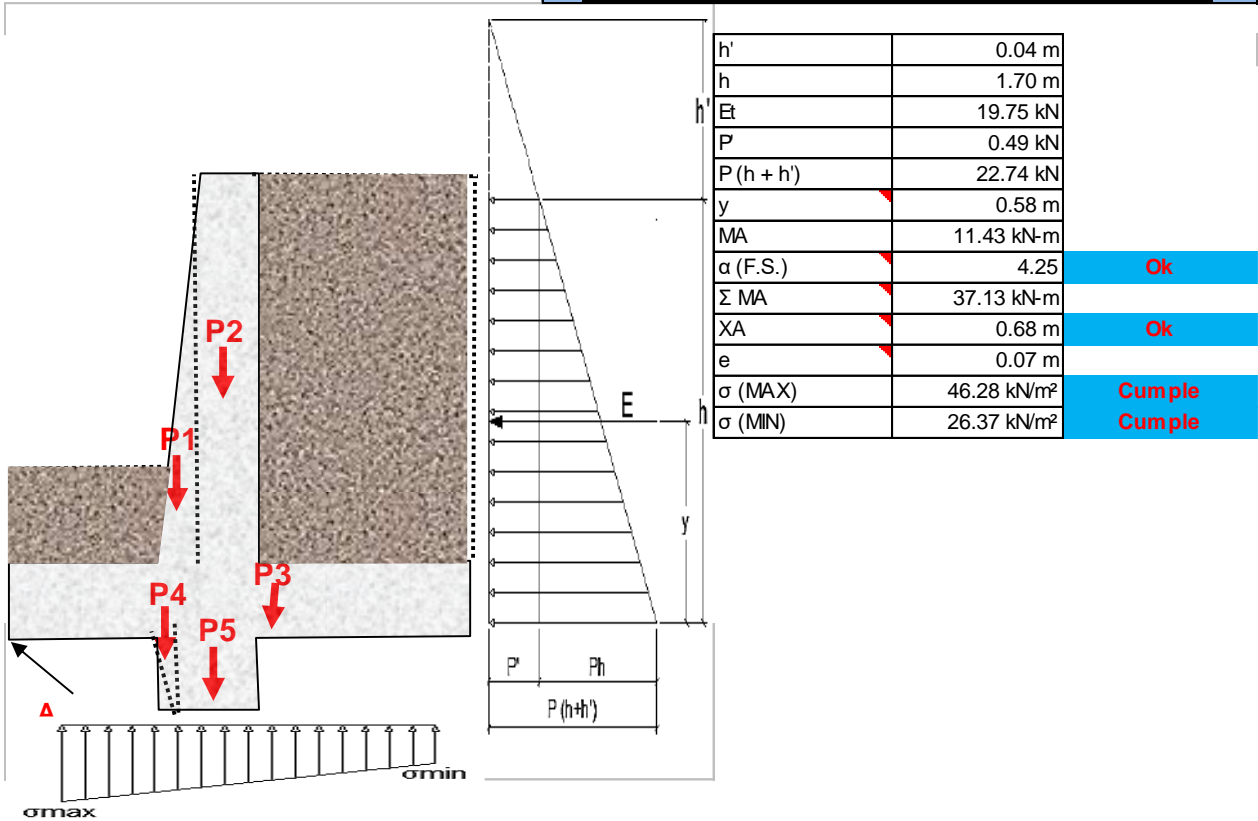 h' 0.04 m
h 1.70 m
Et 19.75 kN
P' 0.49 kN
P (h + h') 22.74 kN
y 0.58 m
MA 11.43 kN-m
α (F.S.) 4.25 Ok
Σ MA 37.13 kN-m
XA 0.68 m Ok
e 0.07 m
σ (MAX) 46.28 kN/m² Cumple
σ (MIN) 26.37 kN/m² Cumple
h'
P2
E
h
P1
y
P3
P4
P5
P' Ph
A
P (h+h')
σmin
σmax